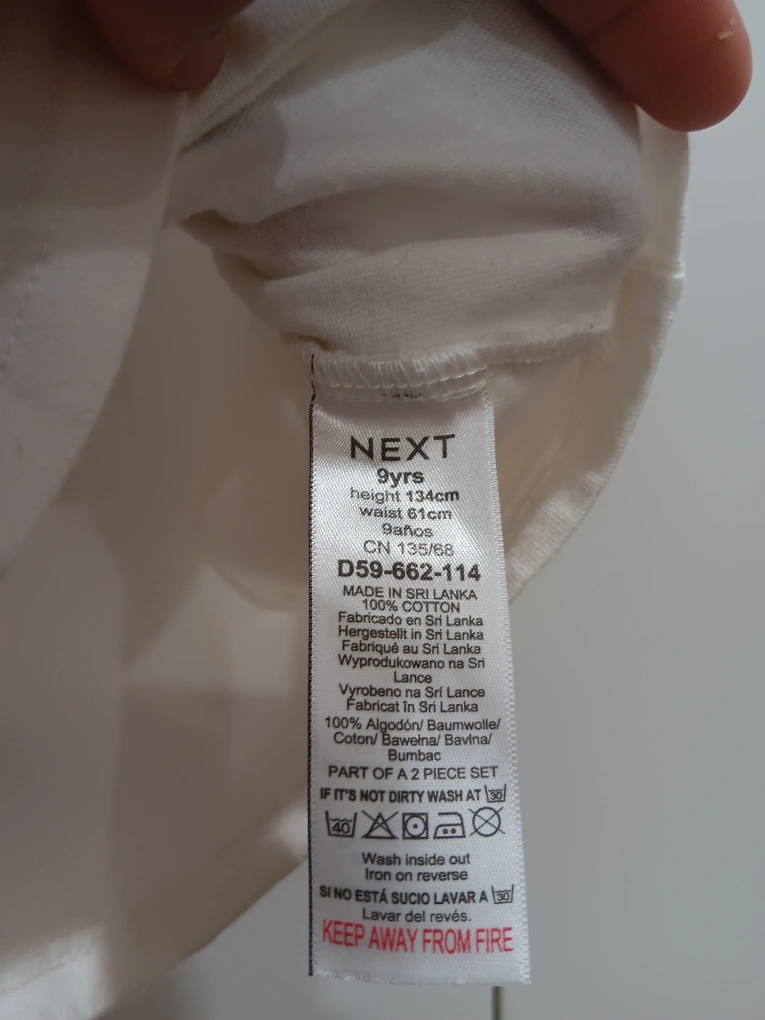 NEXT
9yrs
height 134cm
waist 61cm
9años
CN 135/68
D59-662-114
MADE IN SRI LANKA
100% COTTON
Fabricado en Sri Lanka
Hergestellt in Sri Lanka
Fabriqué au Sri Lanka
Wyprodukowano na Sri
Lance
Vyrobeno na Srí Lance
Fabricat în Sri Lanka
100% Algodón/ Baumwolle/
Coton/ Bawełna/ Bavlna/
Bumbac
PART OF A 2 PIECE SET
IF IT'S NOT DIRTY WASH AT 30
40
Wash inside out
Iron on reverse
SI NO ESTÁ SUCIO LAVAR A 30
Lavar del revés.
KEEP AWAY FROM FIRE